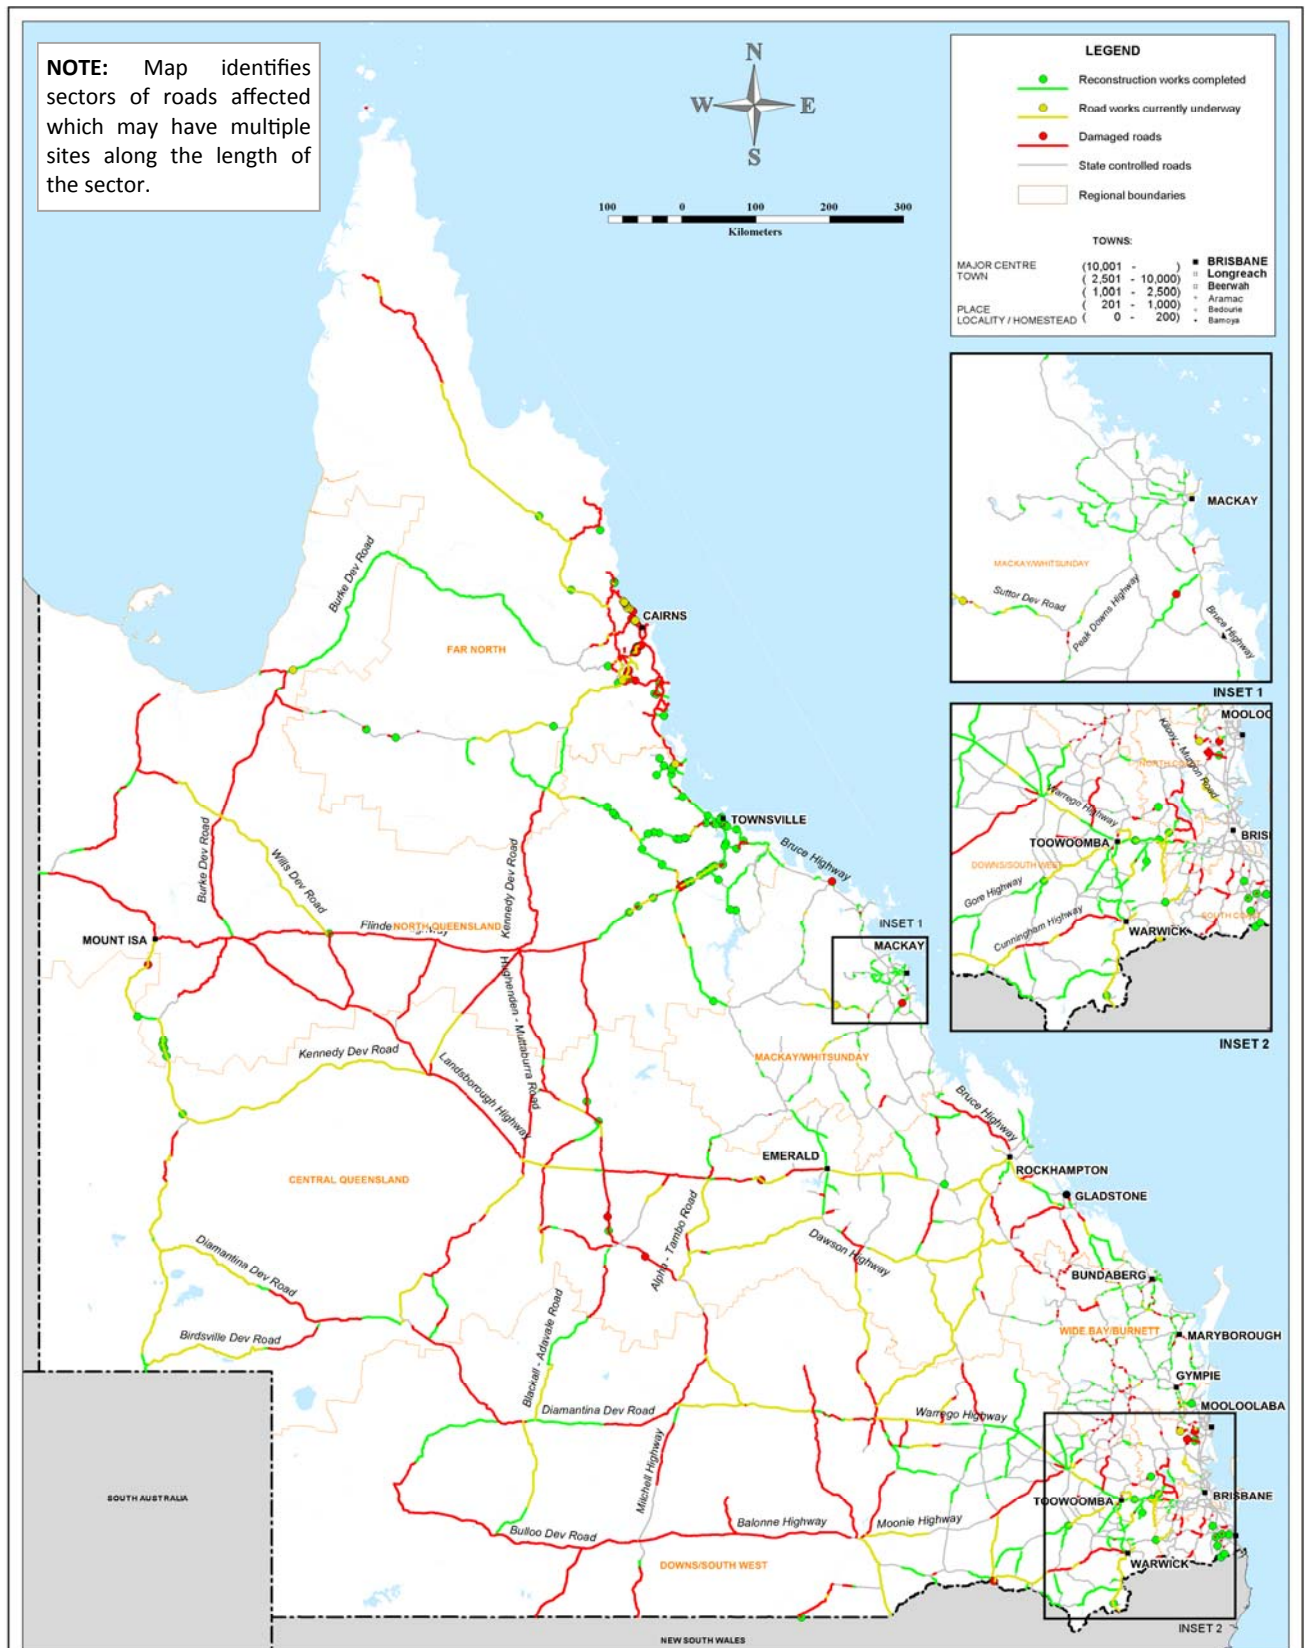 NOTE: Map identifies
sectors of roads affected
which may have multiple
sites along the length of
the sector.
N
W E
S
100 0 100 200 300
Kilometers
LEGEND
Reconstruction works completed
Road works currently underway
Damaged roads
State controlled roads
Regional boundaries
TOWNS:
MAJOR CENTRE (10,001 - ) BRISBANE
TOWN ( 2,501 - 10,000) Longreach
( 1,001 - 2,500) Beerwah
PLACE ( 201 - 1,000) Aramac
Bedourie
LOCALITY / HOMESTEAD ( 0 - 200) Bamoya
MACKAY
MACKAY/WHITSUNDAY
Suttor Dev Road
Peak Downs Highway
Bruce Highway
INSET 1
MOOLOO
Kilcoy - Murgon Road
Warrego Highway
TOOWOOMBA
BRISI
DOWNS/SOUTH WEST
Gore Highway
Cunningham Highway
SOUTH COAST
WARWICK
INSET 2
Burke Dev Road
CAIRNS
FAR NORTH
TOWNSVILLE
Bruce Highway
Burke Dev Road
Wills Dev Road
Kennedy Dev Road
MOUNT ISA
NORTH QUEENSLAND
INSET 1
MACKAY
Hughenden - Muttaburra Road
Kennedy Dev Road
Landsborough Highway
MACKAY/WHITSUNDAY
Bruce Highway
EMERALD
ROCKHAMPTON
GLADSTONE
CENTRAL QUEENSLAND
Alpha - Tambo Road
Dawson Highway
Diamantina Dev Road
Birdsville Dev Road
BUNDABERG
WIDE BAY/BURNETT
MARYBOROUGH
Blackall - Adavale Road
GYMPIE
MOOLOOLABA
Diamantina Dev Road
Warrego Highway
Mitchell Highway
SOUTH AUSTRALIA
TOOWOOMBA
BRISBANE
Bulloo Dev Road
Balonne Highway
Moonie Highway
DOWNS/SOUTH WEST
WARWICK
INSET 2
NEW SOUTH WALES